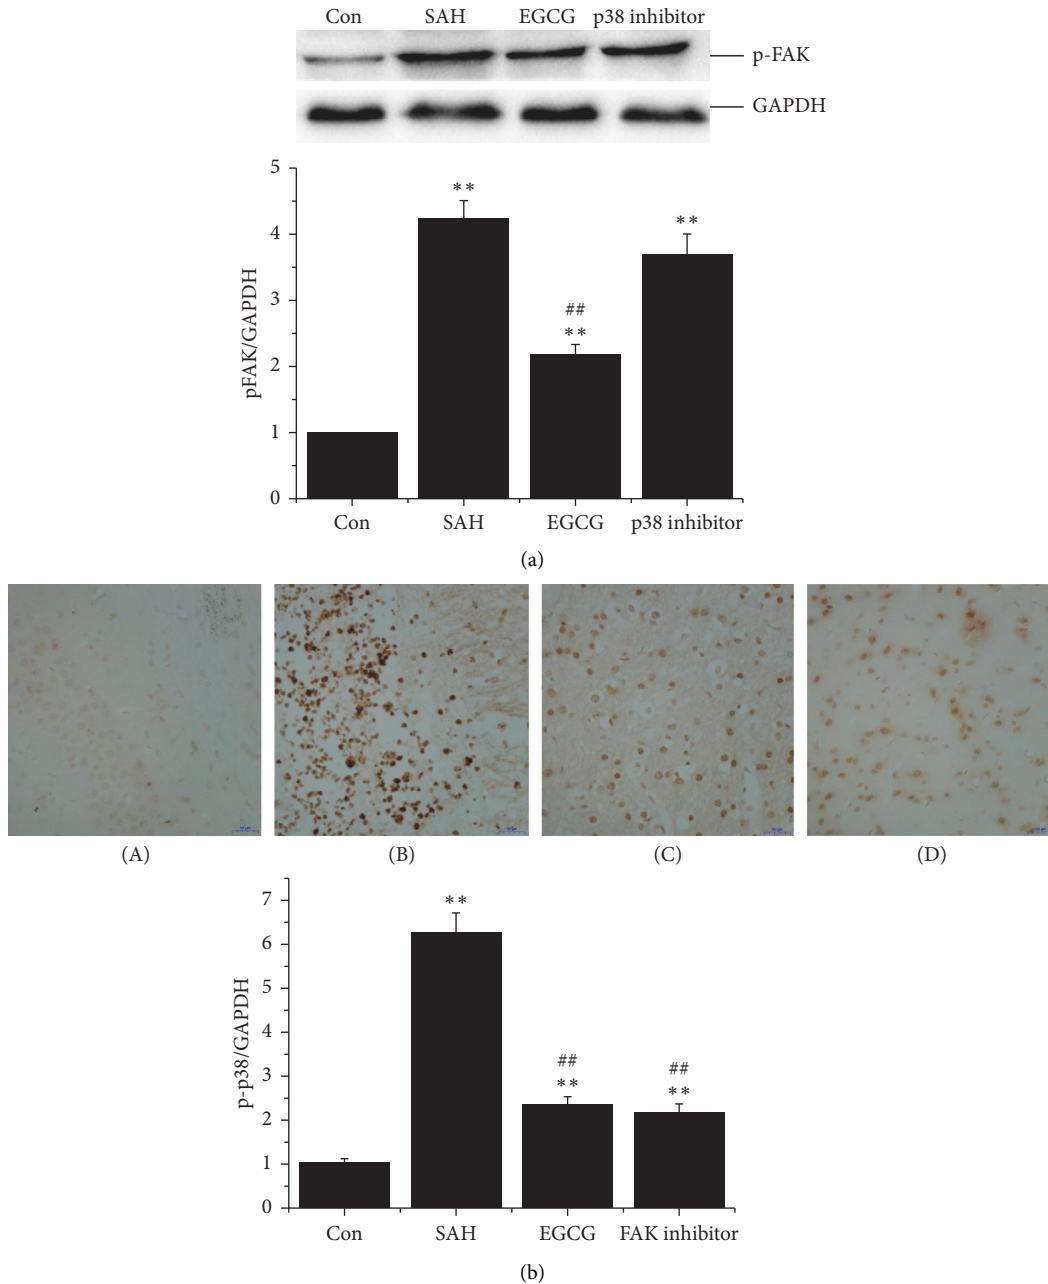 Con SAH EGCG p38 inhibitor
p-FAK
GAPDH
5
4
3
2
1
0
pFAK/GAPDH
**
##
**
**
Con SAH EGCG p38 inhibitor
(a)
(A) (B) (C) (D)
7
6
5
4
3
2
1
0
p-p38/GAPDH
**
##
**
##
**
Con SAH EGCG FAK inhibitor
(b)